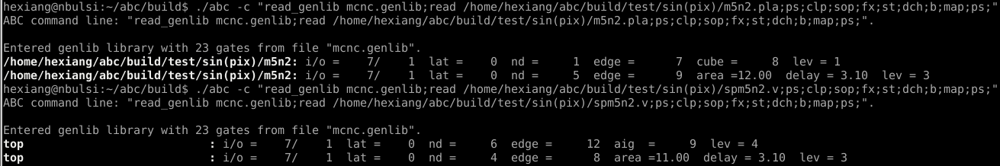 hexiang@nbulsi:~/abc/build$ ./abc -c "read_genlib mcnc.genlib;read /home/hexiang/abc/build/test/sin(pix)/m5n2.pla;ps;clp;sop;fx;st;dch;b;map;ps;"
ABC command line: "read_genlib mcnc.genlib;read /home/hexiang/abc/build/test/sin(pix)/m5n2.pla;ps;clp;sop;fx;st;dch;b;map;ps;".

Entered genlib library with 23 gates from file "mcnc.genlib".
/home/hexiang/abc/build/test/sin(pix)/m5n2: i/o =    7/    1  lat =    0  nd =     1  edge =      7  cube =     8  lev = 1
/home/hexiang/abc/build/test/sin(pix)/m5n2: i/o =    7/    1  lat =    0  nd =     5  edge =      9  area =12.00  delay = 3.10  lev = 3
hexiang@nbulsi:~/abc/build$ ./abc -c "read_genlib mcnc.genlib;read /home/hexiang/abc/build/test/sin(pix)/spm5n2.v;ps;clp;sop;fx;st;dch;b;map;ps;"
ABC command line: "read_genlib mcnc.genlib;read /home/hexiang/abc/build/test/sin(pix)/spm5n2.v;ps;clp;sop;fx;st;dch;b;map;ps;".

Entered genlib library with 23 gates from file "mcnc.genlib".
top                           : i/o =    7/    1  lat =    0  nd =     6  edge =     12  aig  =     9  lev = 4
top                           : i/o =    7/    1  lat =    0  nd =     4  edge =      8  area =11.00  delay = 3.10  lev = 3